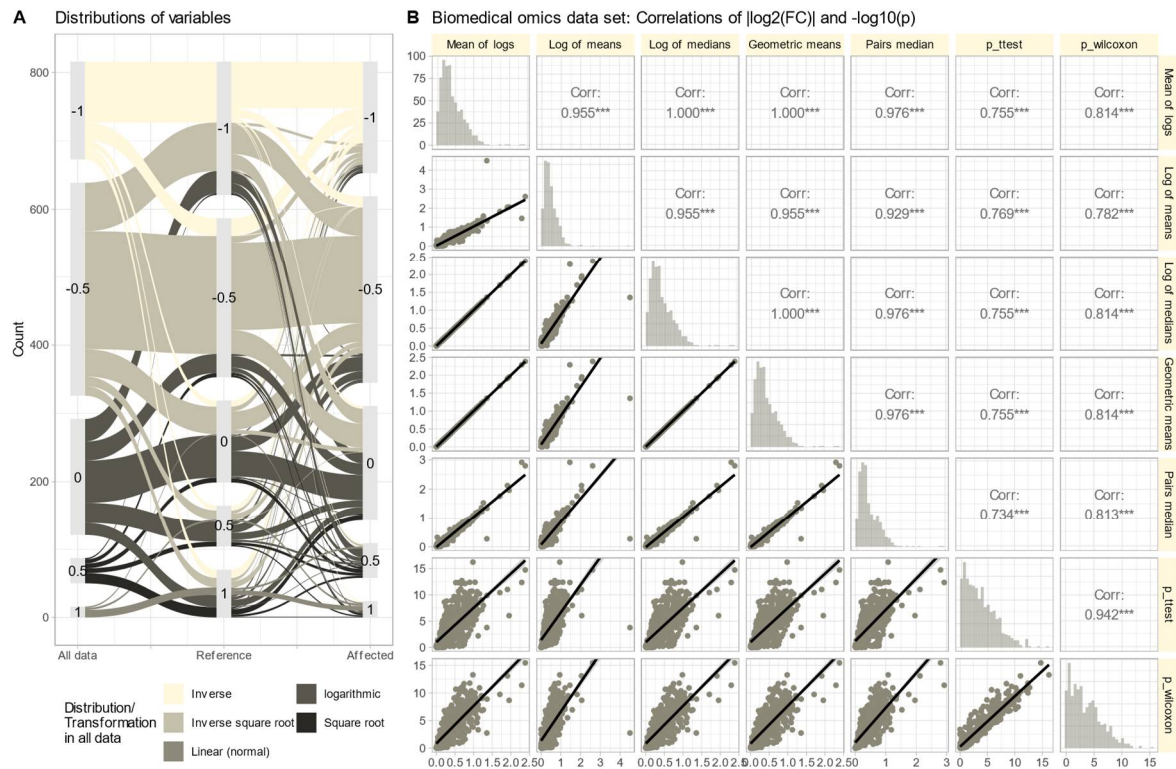 A Distributions of variables
B Biomedical omics data set: Correlations of |log2(FC)| and -log10(p)
Count
800
600
400
200
0
-1
-0.5
0
0.5
1
-1
-0.5
0
0.5
1
-1
-0.5
0
0.5
1
All data Reference Affected
Distribution/
Transformation
in all data
Inverse
Inverse square root
Linear (normal)
logarithmic
Square root
Mean of logs Log of means Log of medians Geometric means Pairs median p_ttest p_wilcoxon
100
75
50
25
0
Corr: Corr: Corr: Corr: Corr: Corr:
0.955*** 1.000*** 1.000*** 0.976*** 0.755*** 0.814***
Mean of logs
4
3
2
1
0
Corr: Corr: Corr: Corr: Corr:
0.955*** 0.955*** 0.929*** 0.769*** 0.782***
Log of means
2.5
2.0
1.5
1.0
0.5
0.0
Corr: Corr: Corr: Corr:
1.000*** 0.976*** 0.755*** 0.814***
Log of medians
2.5
2.0
1.5
1.0
0.5
0.0
Corr: Corr: Corr:
0.976*** 0.755*** 0.814***
Geometric means
3
2
1
0
Corr: Corr:
0.734*** 0.813***
Pairs median
15
10
5
0
Corr:
0.942***
p_ttest
15
10
5
0
p_wilcoxon
0.0 0.5 1.0 1.5 2.0 2.5 0 1 2 3 4 0.0 0.5 1.0 1.5 2.0 2.5 0.0 0.5 1.0 1.5 2.0 2.5 0 1 2 3 0 5 10 15 0 5 10 15